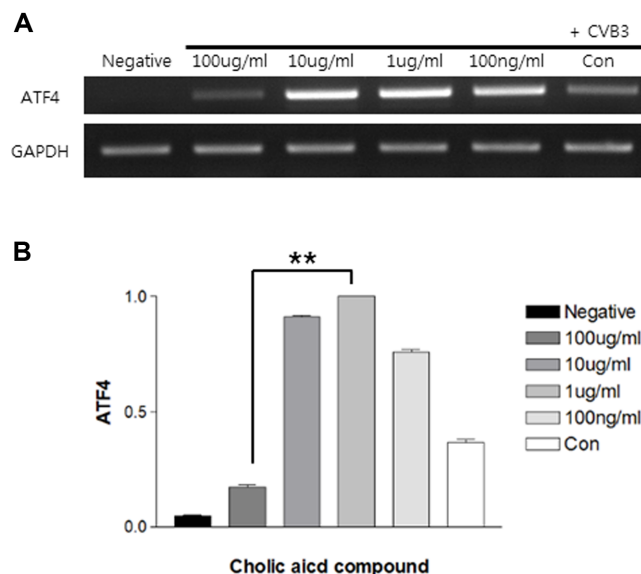 A
+ CVB3
Negative 100ug/ml 10ug/ml 1ug/ml 100ng/ml Con
ATF4
GAPDH
B
**
1.0
0.5
0.0
ATF4
Cholic aicd compound
Negative
100ug/ml
10ug/ml
1ug/ml
100ng/ml
Con